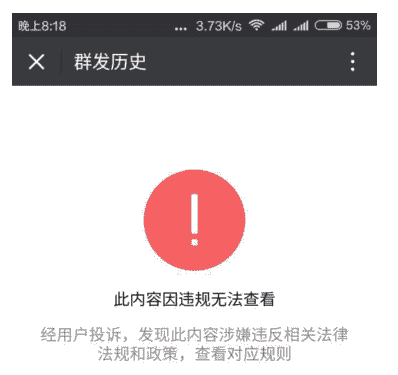 晚上8:18 ... 3.73K/s 53%
群发历史
此内容因违规无法查看
经用户投诉，发现此内容涉嫌违反相关法律
法规和政策，查看对应规则